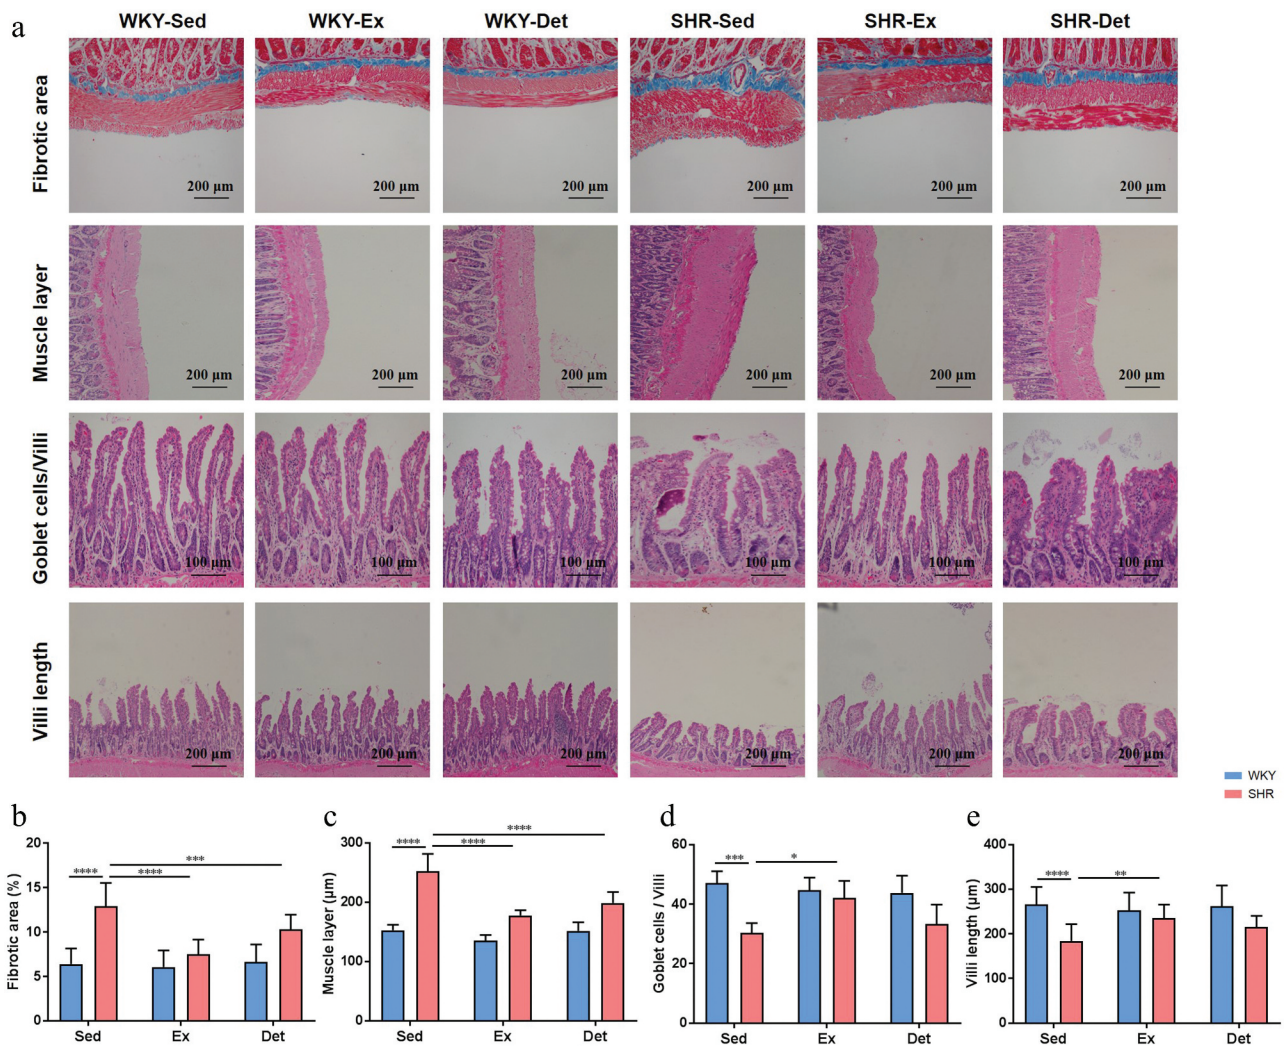 a
WKY-Sed WKY-Ex WKY-Det SHR-Sed SHR-Ex SHR-Det
Fibrotic area
200 µm 200 µm 200 µm 200 µm 200 µm 200 µm
Muscle layer
200 µm 200 µm 200 µm 200 µm 200 µm 200 µm
Goblet cells/Villi
100 µm 100 µm 100 µm 100 µm 100 µm 100 µm
Villi length
200 µm 200 µm 200 µm 200 µm 200 µm 200 µm
WKY
SHR
b
Fibrotic area (%)
20
15
10
5
0
**** **** ***
Sed Ex Det
c
Muscle layer (µm)
300
200
100
0
**** **** ****
Sed Ex Det
d
Goblet cells / Villi
60
40
20
0
*** *
Sed Ex Det
e
Villi length (µm)
400
300
200
100
0
**** **
Sed Ex Det